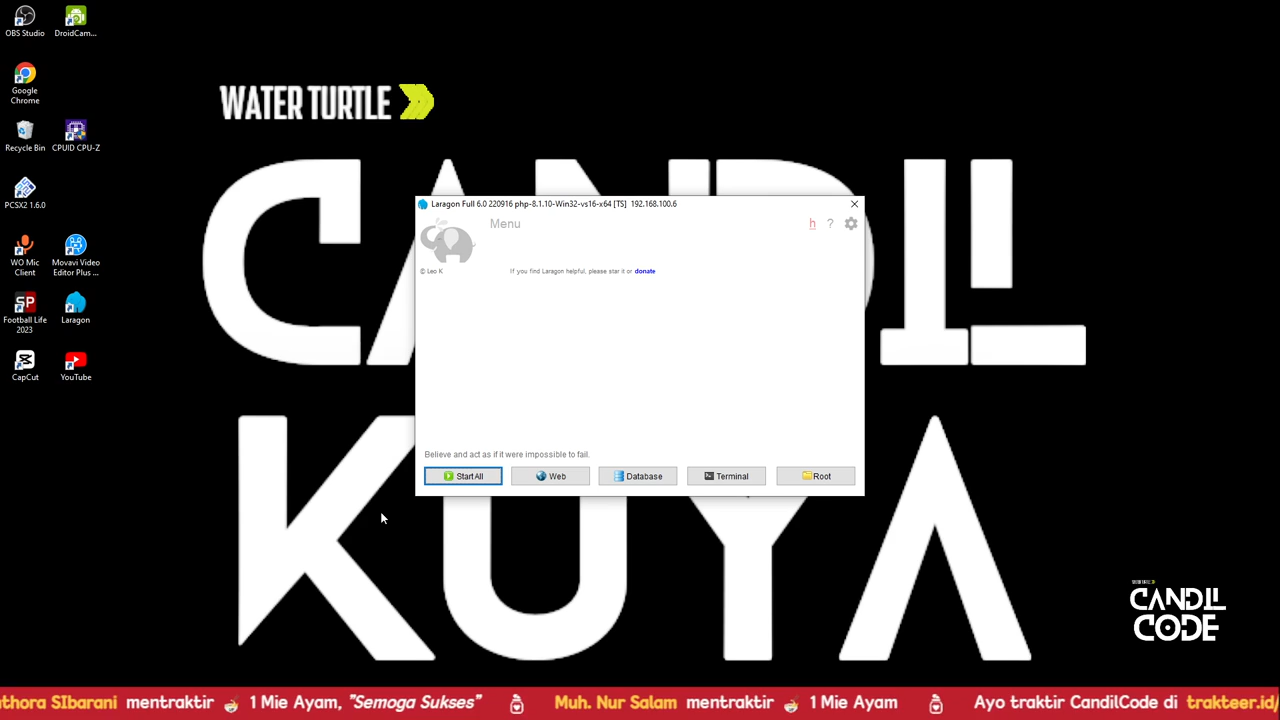 OBS Studio
DroidCam...
Google
Chrome
Recycle Bin
CPUID CPU-Z
PCSX2 1.6.0
WO Mic
Client
Movavi Video
Editor Plus ...
SP
Football Life
2023
Laragon
CapCut
YouTube
WATER TURTLE
CANDIL
KUYA
Laragon Full 6.0 220916 php-8.1.10-Win32-vs16-x64 [TS] 192.168.100.6
Menu
h ?
© Leo K
If you find Laragon helpful, please star it or donate
Believe and act as if it were impossible to fail.
Start All
Web
Database
Terminal
Root
CANDIL
CODE
thora SIbarani mentraktir 1 Mie Ayam, "Semoga Sukses" Muh. Nur Salam mentraktir 1 Mie Ayam Ayo traktir CandilCode di trakteer.id/